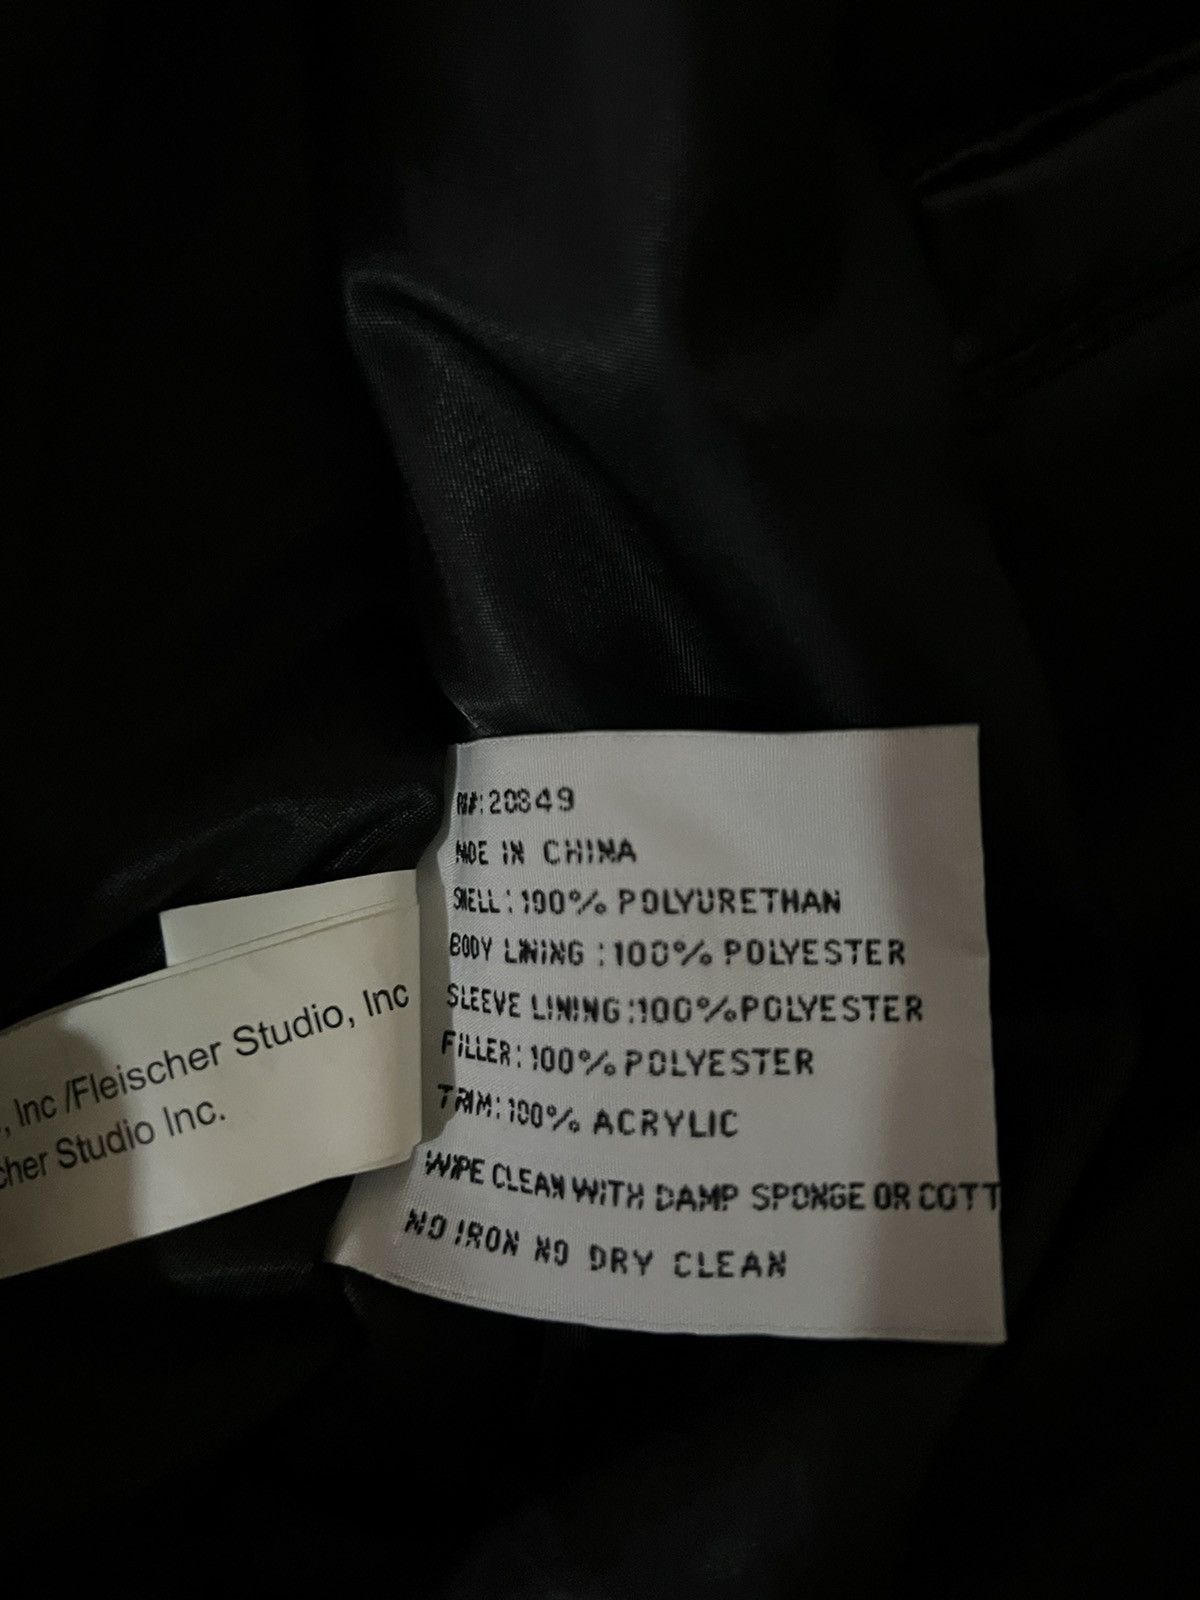 RN#:20849
MADE IN CHINA
SHELL:100% POLYURETHAN
BODY LINING :100% POLYESTER
SLEEVE LINING:100%POLYESTER
FILLER:100% POLYESTER
TRIM:100% ACRYLIC
WIPE CLEAN WITH DAMP SPONGE OR COTT
NO IRON NO DRY CLEAN
, Inc /Fleischer Studio, Inc
cher Studio Inc.